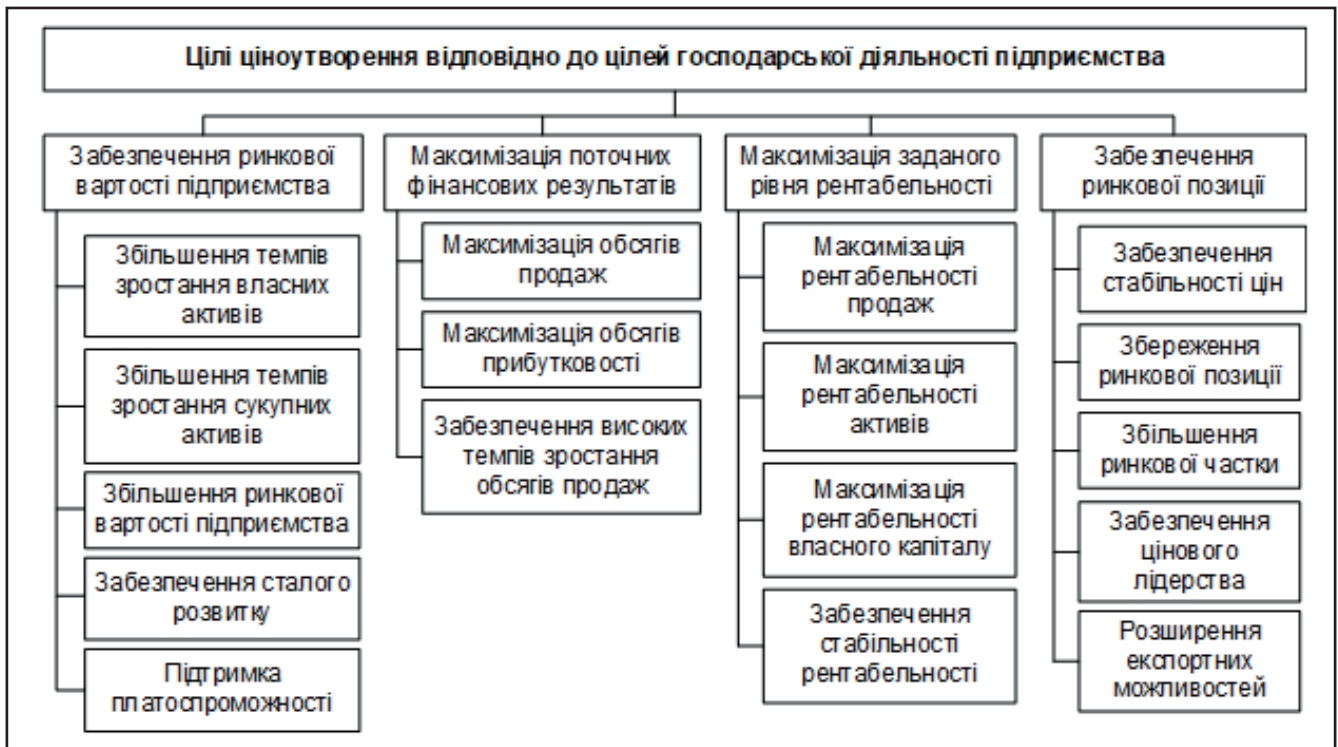 Цілі ціноутворення відповідно до цілей господарської діяльності підприємства
Забезпечення ринкової
вартості підприємства
Збільшення темпів
зростання власних
активів
Збільшення темпів
зростання сукупних
активів
Збільшення ринкової
вартості підприємства
Забезпечення сталого
розвитку
Підтримка
платоспроможності
Максимізація поточних
фінансових результатів
Максимізація обсягів
продаж
Максимізація обсягів
прибутковості
Забезпечення високих
темпів зростання
обсягів продаж
Максимізація заданого
рівня рентабельності
Максимізація
рентабельності
продаж
Максимізація
рентабельності
активів
Максимізація
рентабельності
власного капіталу
Забезпечення
стабільності
рентабельності
Забезпечення
ринкової позиції
Забезпечення
стабільності цін
Збереження
ринкової позиції
Збільшення
ринкової частки
Забезпечення
цінового
лідерства
Розширення
експортних
можливостей